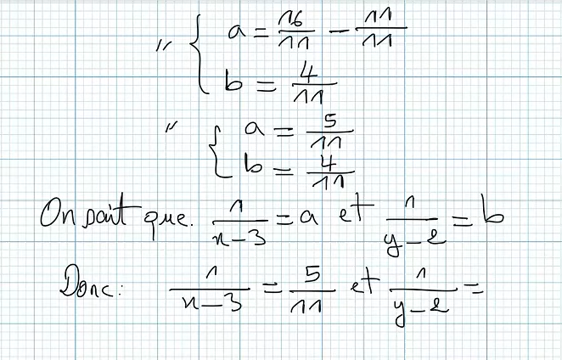 " { a = 16/11 - 11/11
b = 4/11
" { a = 5/11
b = 4/11
On sait que. 1/(x-3) = a et 1/(y-2) = b
Donc: 1/(x-3) = 5/11 et 1/(y-2) =